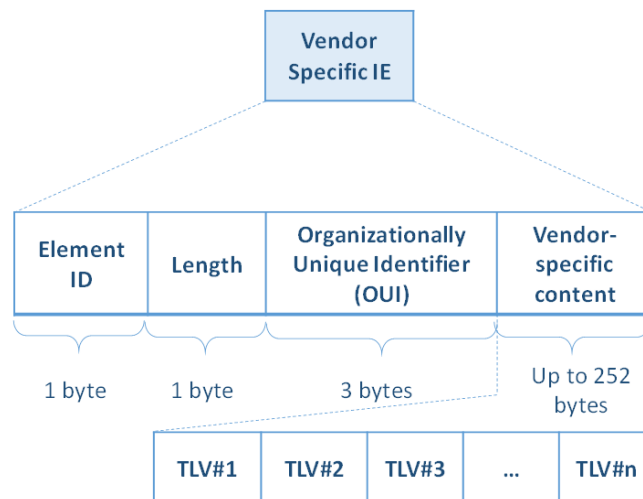 Vendor
Specific IE
Element
ID
Length
Organizationally
Unique Identifier
(OUI)
Vendor-
specific
content
1 byte
1 byte
3 bytes
Up to 252
bytes
TLV#1
TLV#2
TLV#3
...
TLV#n